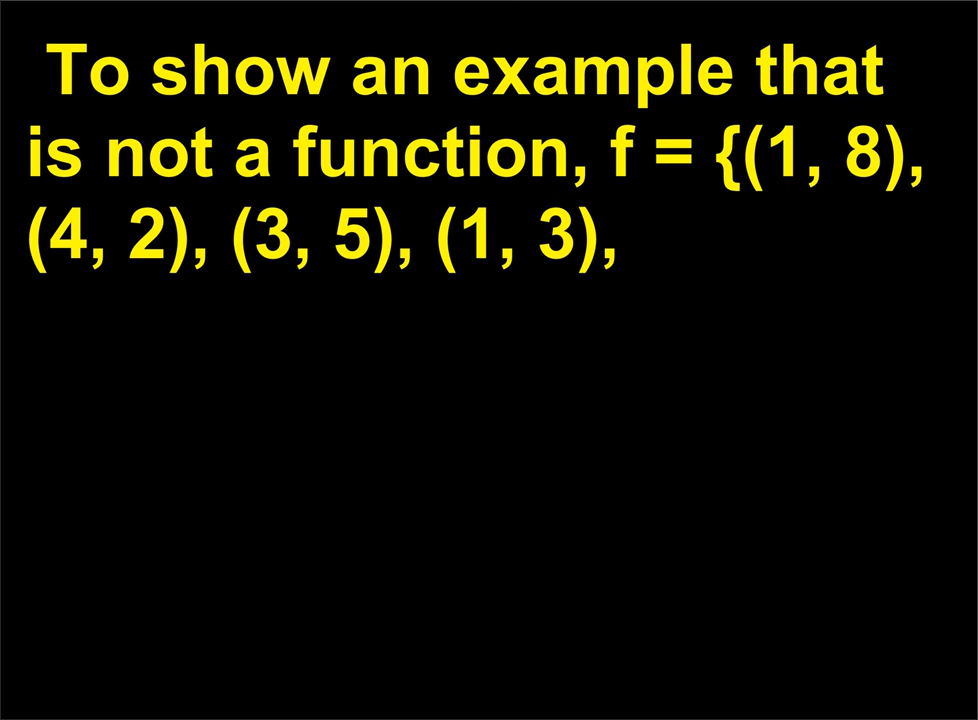 To show an example that
is not a function, f = {(1, 8),
(4, 2), (3, 5), (1, 3),